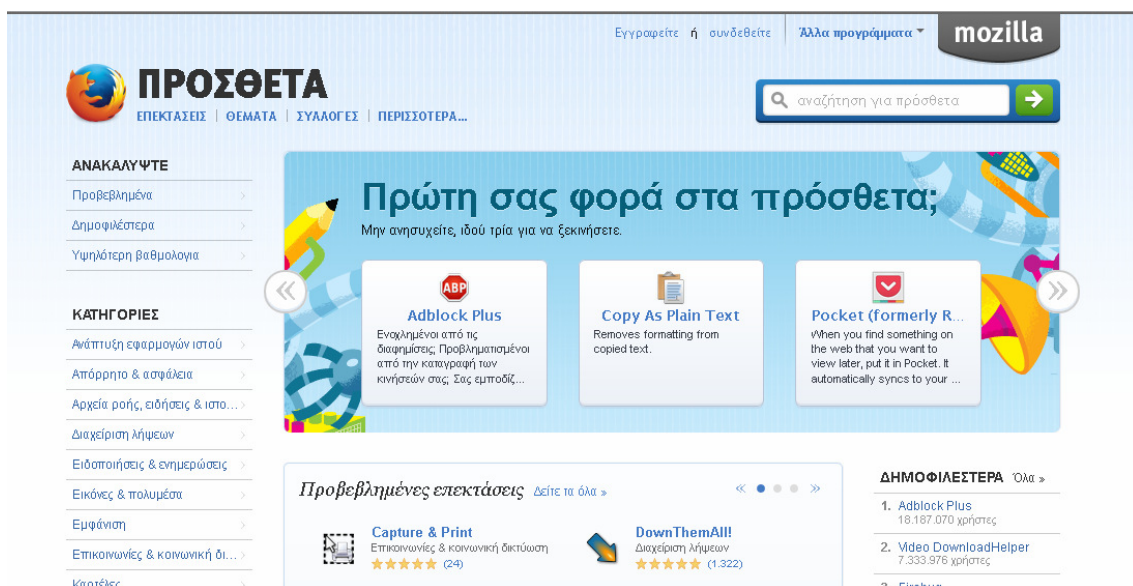 Εγγραφείτε ή συνδεθείτε
Άλλα προγράμματα
mozilla
ΠΡΟΣΘΕΤΑ
ΕΠΕΚΤΑΣΕΙΣ | ΘΕΜΑΤΑ | ΣΥΛΛΟΓΕΣ | ΠΕΡΙΣΣΟΤΕΡΑ...
αναζήτηση για πρόσθετα
ΑΝΑΚΑΛΥΨΤΕ
Προβεβλημένα
Δημοφιλέστερα
Υψηλότερη βαθμολογια
ΚΑΤΗΓΟΡΙΕΣ
Ανάπτυξη εφαρμογών ιστού
Απόρρητο & ασφάλεια
Αρχεία ροής, ειδήσεις & ιστο...
Διαχείριση λήψεων
Ειδοποιήσεις & ενημερώσεις
Εικόνες & πολυμέσα
Εμφάνιση
Επικοινωνίες & κοινωνική δι...
Καρτέλες
Πρώτη σας φορά στα πρόσθετα;
Μην ανησυχείτε, ιδού τρία για να ξεκινήσετε.
ABP
Adblock Plus
Ενοχλημένοι από τις
διαφημίσεις; Προβληματισμένοι
από την καταγραφή των
κινήσεών σας; Σας εμποδίζ...
Copy As Plain Text
Removes formatting from
copied text.
Pocket (formerly R...
When you find something on
the web that you want to
view later, put it in Pocket. It
automatically syncs to your ...
Προβεβλημένες επεκτάσεις Δείτε τα όλα »
Capture & Print
Επικοινωνίες & κοινωνική δικτύωση
(24)
DownThemAll!
Διαχείριση λήψεων
(1.322)
ΔΗΜΟΦΙΛΕΣΤΕΡΑ Όλα »
1. Adblock Plus
18.187.070 χρήστες
2. Video DownloadHelper
7.333.976 χρήστες
3. Firebug